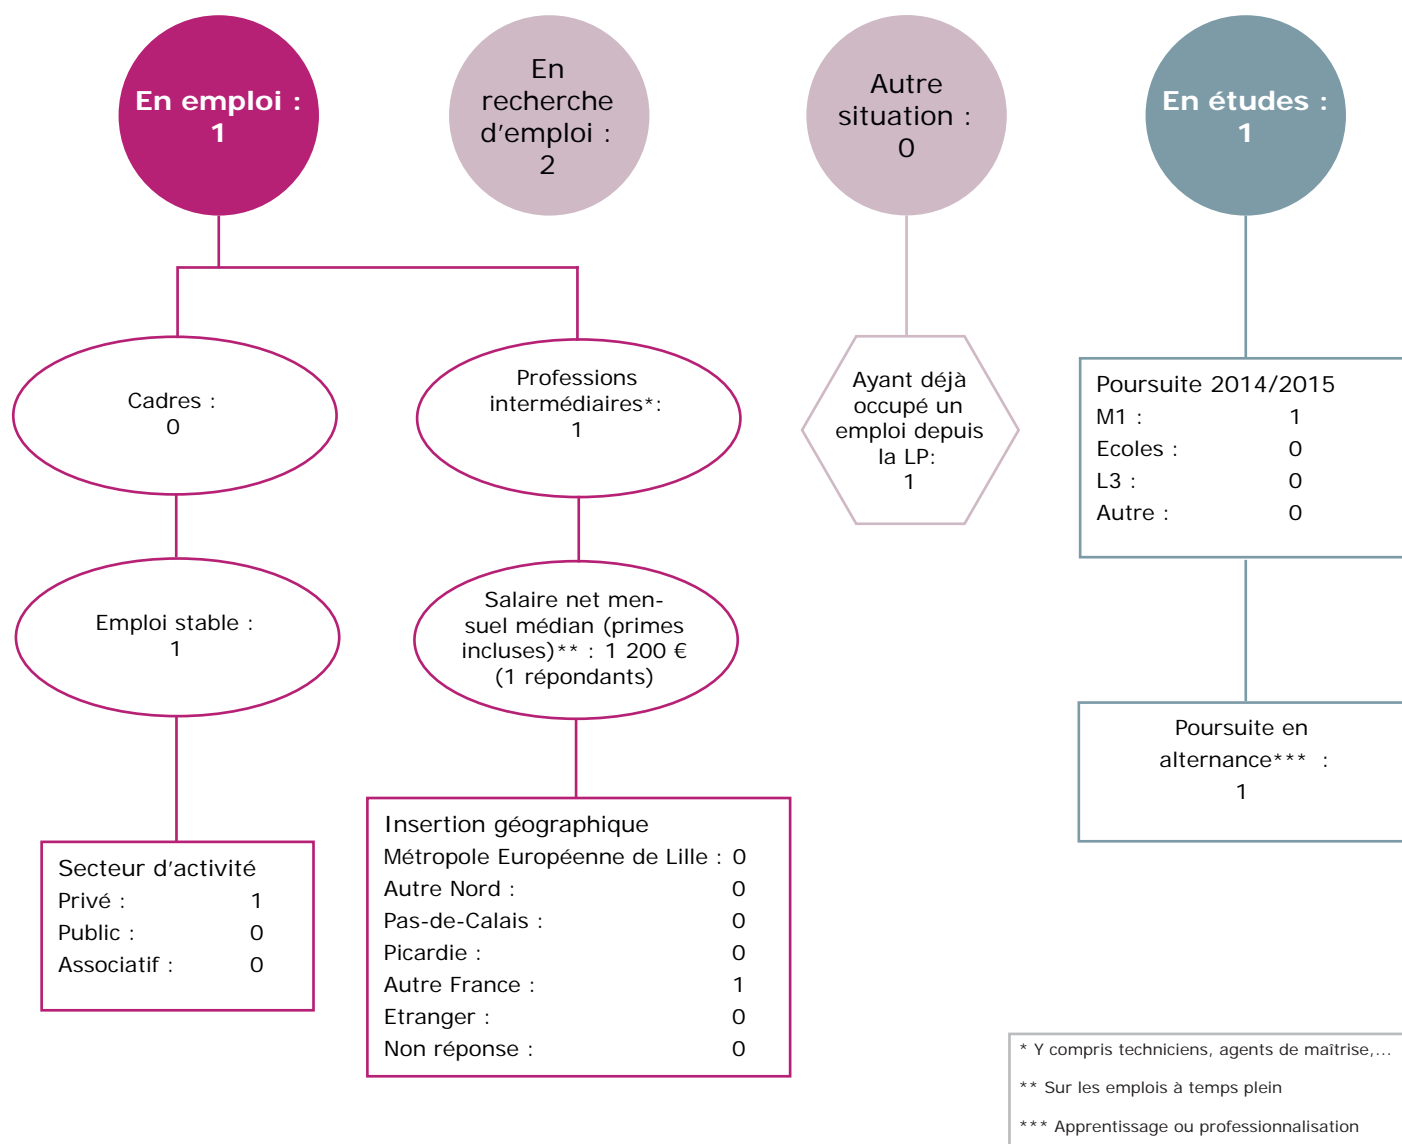 En emploi :
1
En
recherche
d'emploi :
2
Autre
situation :
0
En études :
1
Cadres :
0
Professions
intermédiaires*:
1
Ayant déjà
occupé un
emploi depuis
la LP:
1
Poursuite 2014/2015
M1 : 1
Ecoles : 0
L3 : 0
Autre : 0
Emploi stable :
1
Salaire net men-
suel médian (primes
incluses)** : 1 200 €
(1 répondants)
Poursuite en
alternance*** :
1
Secteur d'activité
Privé : 1
Public : 0
Associatif : 0
Insertion géographique
Métropole Européenne de Lille : 0
Autre Nord : 0
Pas-de-Calais : 0
Picardie : 0
Autre France : 1
Etranger : 0
Non réponse : 0
* Y compris techniciens, agents de maîtrise,...
** Sur les emplois à temps plein
*** Apprentissage ou professionnalisation